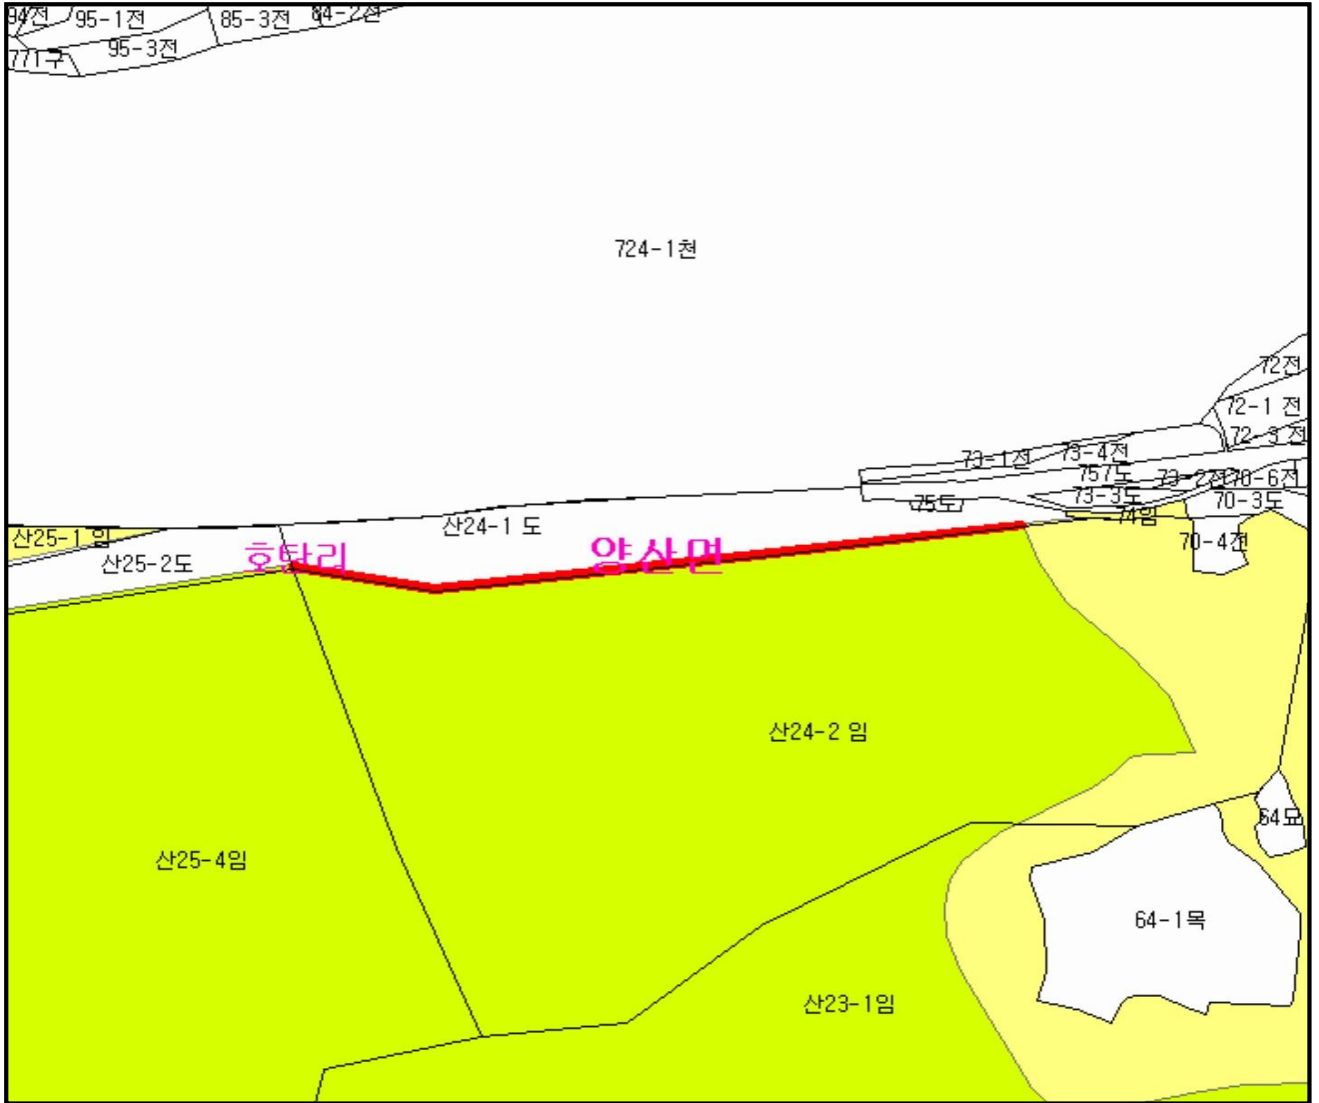 94전 95-1전 85-3전 84-2전
771구 95-3전
724-1천
72전
72-1 전
72-3 전
73-1전 73-4전
757도 73-2전 70-6전
73-3도 70-3도
75도 74임
산24-1 도
산25-1 임 70-4전
산25-2도 호탄리 양산면
산24-2 임
64묘
산25-4임
64-1목
산23-1임